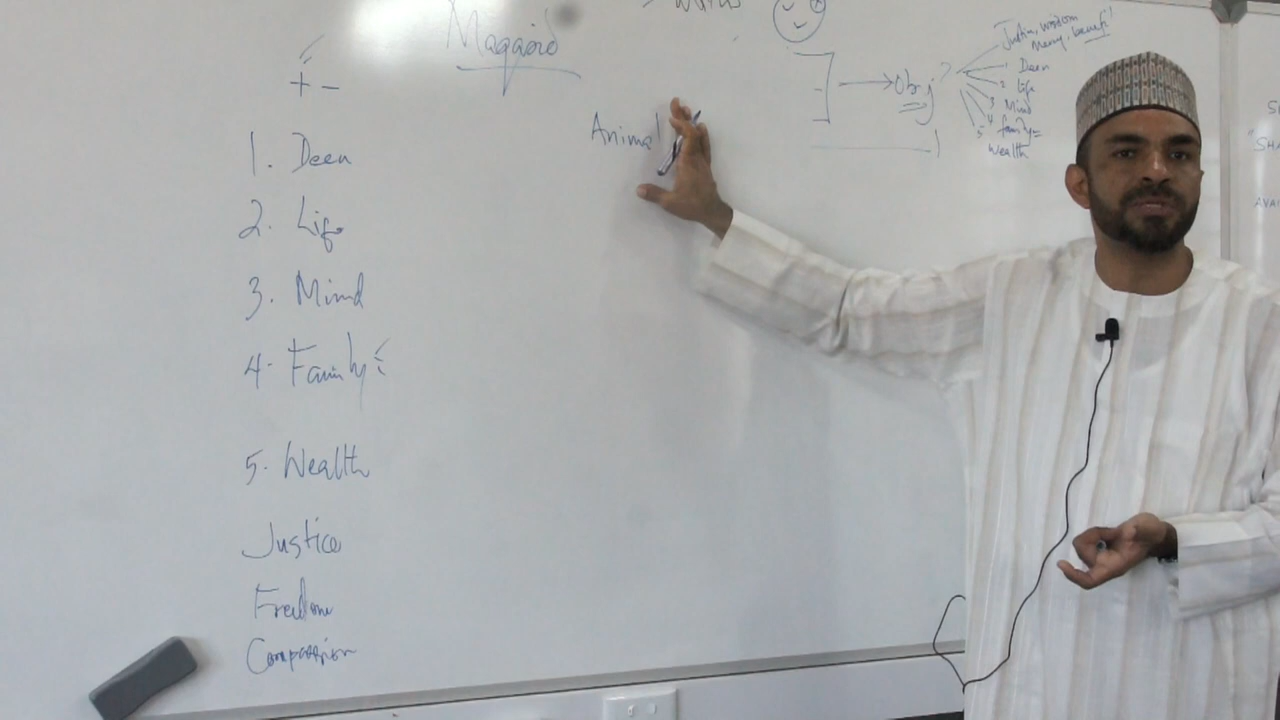 Maqasid
+ -
1. Deen
2. Life
3. Mind
4. Family
5. Wealth
Justice
Freedom
Compassion
Animal
Obj
Justice, wisdom
mercy, benefit
1 Deen
2 Life
3 Mind
4 family
5 Wealth